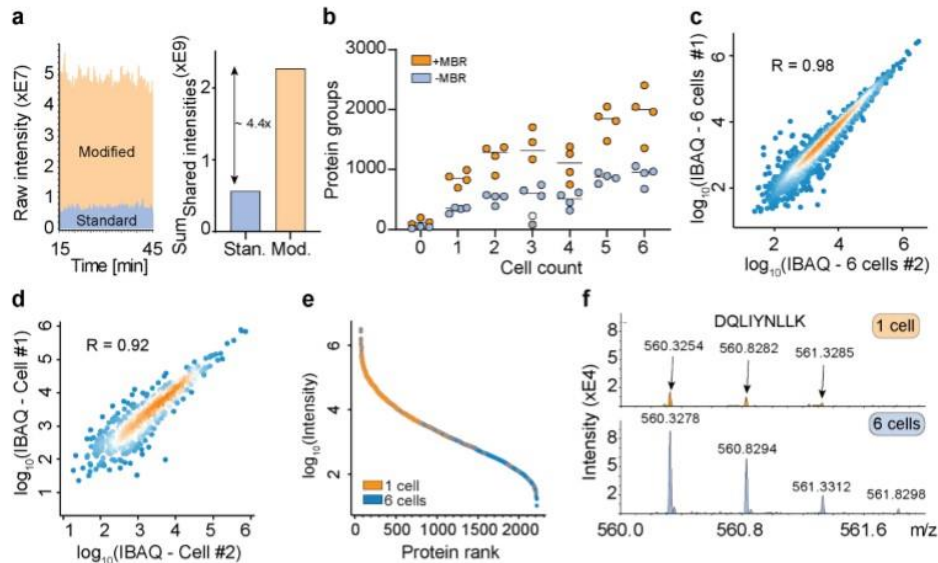 a
Raw intensity (xE7)
5
4
3
2
1
0
Modified
Standard
15
45
Time [min]
Sum Shared intensities (xE9)
2
1
0
~ 4.4x
Stan.
Mod.
b
Protein groups
3000
2000
1000
0
+MBR
-MBR
0 1 2 3 4 5 6
Cell count
c
log10(IBAQ - 6 cells #1)
6
4
2
R = 0.98
2 4 6
log10(IBAQ - 6 cells #2)
d
log10(IBAQ - Cell #1)
6
5
4
3
2
1
R = 0.92
1 2 3 4 5 6
log10(IBAQ - Cell #2)
e
log10(Intensity)
6
4
2
1 cell
6 cells
0 500 1000 2000
Protein rank
f
DQLIYNLLK
1 cell
Intensity (xE4)
8
5
2
560.3254
560.8282
561.3285
6 cells
8
5
2
560.3278
560.8294
561.3312
561.8298
560.0 560.8 561.6 m/z